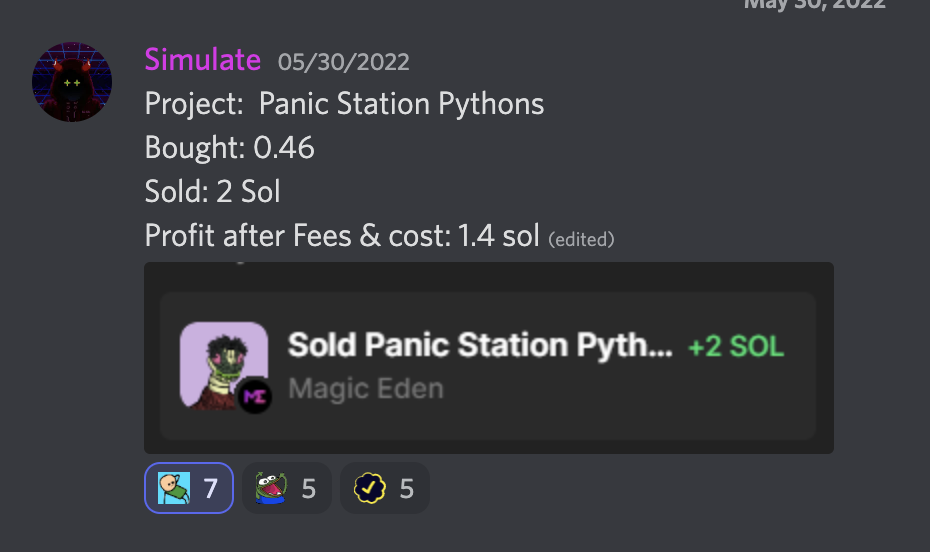 May 30, 2022
Simulate 05/30/2022
Project: Panic Station Pythons
Bought: 0.46
Sold: 2 Sol
Profit after Fees & cost: 1.4 sol (edited)
Sold Panic Station Pyth... +2 SOL
Magic Eden
ME
7 5 5